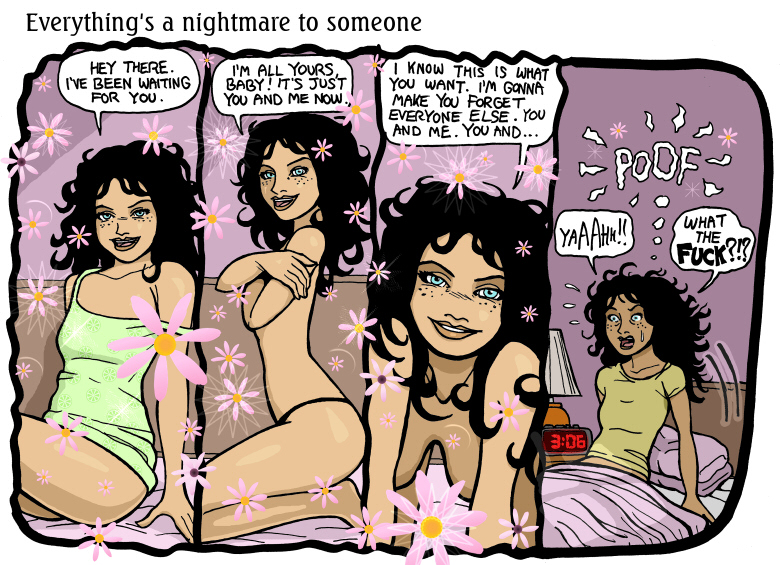 Everything's a nightmare to someone
HEY THERE.
I'VE BEEN WAITING
FOR YOU.
I'M ALL YOURS,
BABY! IT'S JUST
YOU AND ME NOW.
I KNOW THIS IS WHAT
YOU WANT. I'M GONNA
MAKE YOU FORGET
EVERYONE ELSE. YOU
AND ME. YOU AND...
POOF
YAAAHH!!
WHAT
THE
FUCK?!?
3:06